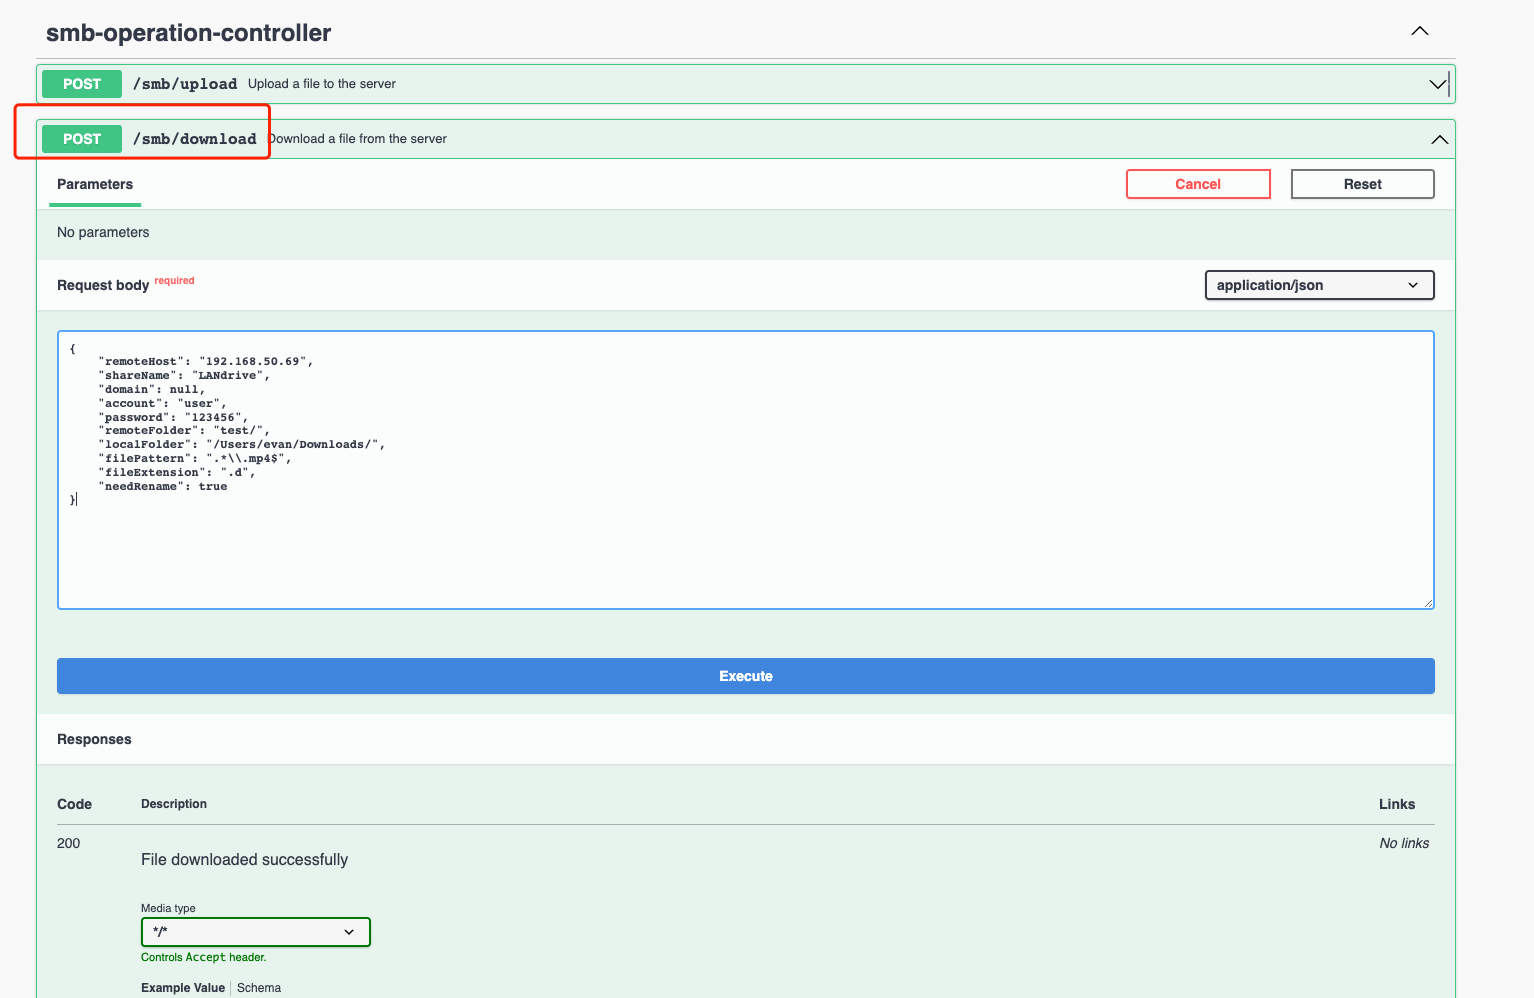 smb-operation-controller
POST /smb/upload Upload a file to the server
POST /smb/download Download a file from the server
Parameters Cancel Reset
No parameters
Request body required application/json
{
    "remoteHost": "192.168.50.69",
    "shareName": "LANdrive",
    "domain": null,
    "account": "user",
    "password": "123456",
    "remoteFolder": "test/",
    "localFolder": "/Users/evan/Downloads/",
    "filePattern": ".*\\.mp4$",
    "fileExtension": ".d",
    "needRename": true
}
Execute
Responses
Code Description Links
200 No links
File downloaded successfully
Media type
*/*
Controls Accept header.
Example Value Schema